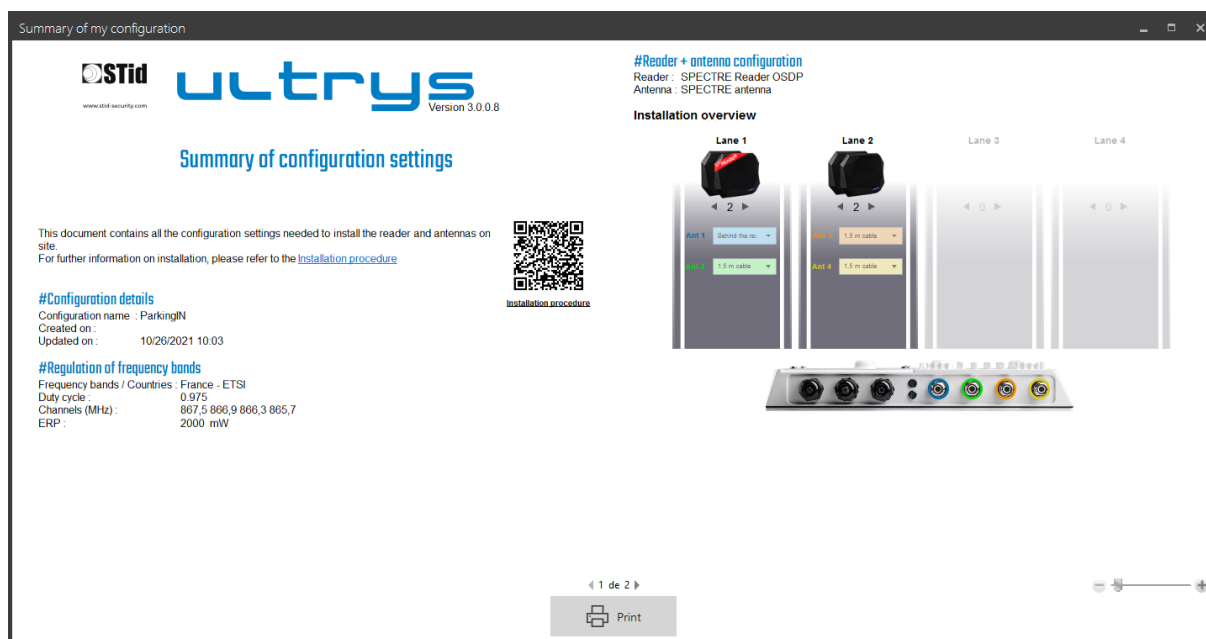 Summary of my configuration
STid
www.stid-security.com
ultrys
Version 3.0.0.8
Summary of configuration settings
This document contains all the configuration settings needed to install the reader and antennas on
site.
For further information on installation, please refer to the Installation procedure
Installation procedure
#Configuration details
Configuration name : ParkingIN
Created on :
Updated on : 10/26/2021 10:03
#Regulation of frequency bands
Frequency bands / Countries : France - ETSI
Duty cycle : 0.975
Channels (MHz) : 867,5 866,9 866,3 865,7
ERP : 2000 mW
#Reader + antenna configuration
Reader : SPECTRE Reader OSDP
Antenna : SPECTRE antenna
Installation overview
Lane 1 Lane 2 Lane 3 Lane 4
READER
2 2 0 0
Ant 1 Behind the re: Ant 3 1.5 m cable
Ant 2 1.5 m cable Ant 4 1.5 m cable
1 de 2
Print